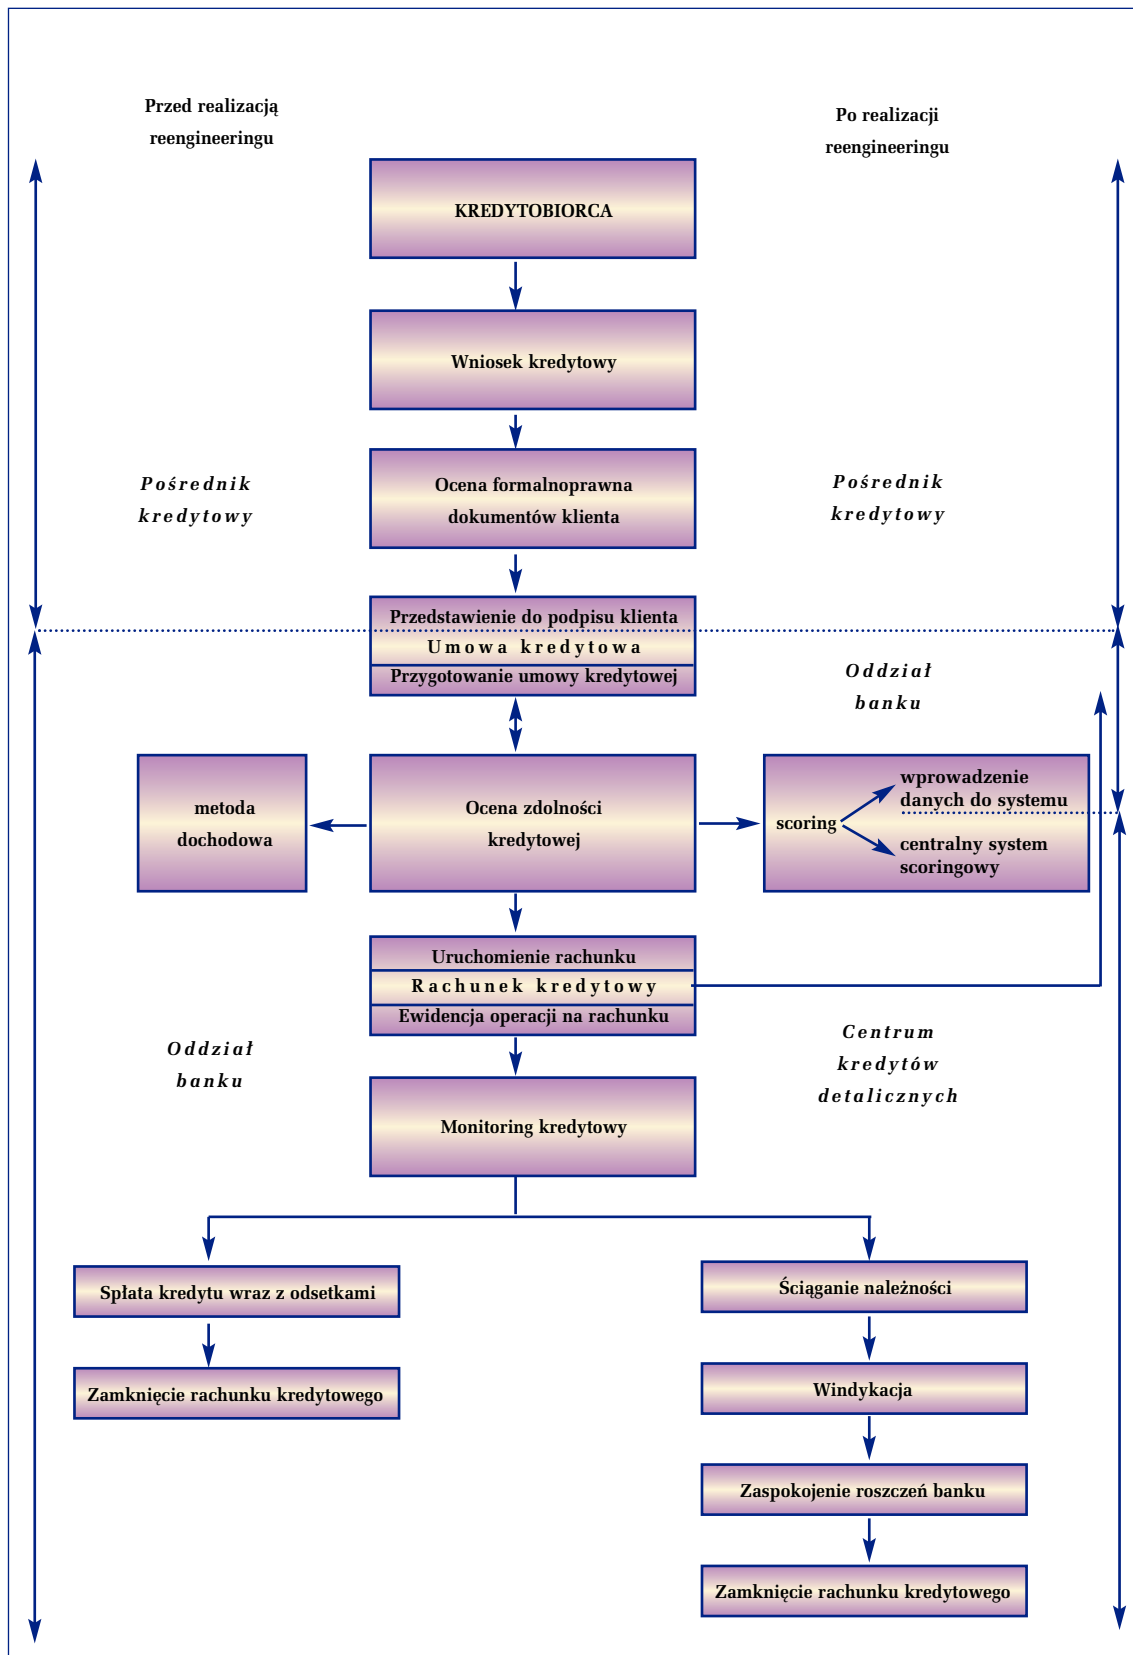 Przed realizacją
reengineeringu
Po realizacji
reengineeringu
KREDYTOBIORCA
Wniosek kredytowy
Pośrednik
kredytowy
Ocena formalnoprawna
dokumentów klienta
Pośrednik
kredytowy
Przedstawienie do podpisu klienta
Umowa kredytowa
Przygotowanie umowy kredytowej
Oddział
banku
metoda
dochodowa
Ocena zdolności
kredytowej
scoring
wprowadzenie
danych do systemu
centralny system
scoringowy
Uruchomienie rachunku
Rachunek kredytowy
Ewidencja operacji na rachunku
Oddział
banku
Centrum
kredytów
detalicznych
Monitoring kredytowy
Spłata kredytu wraz z odsetkami
Zamknięcie rachunku kredytowego
Ściąganie należności
Windykacja
Zaspokojenie roszczeń banku
Zamknięcie rachunku kredytowego